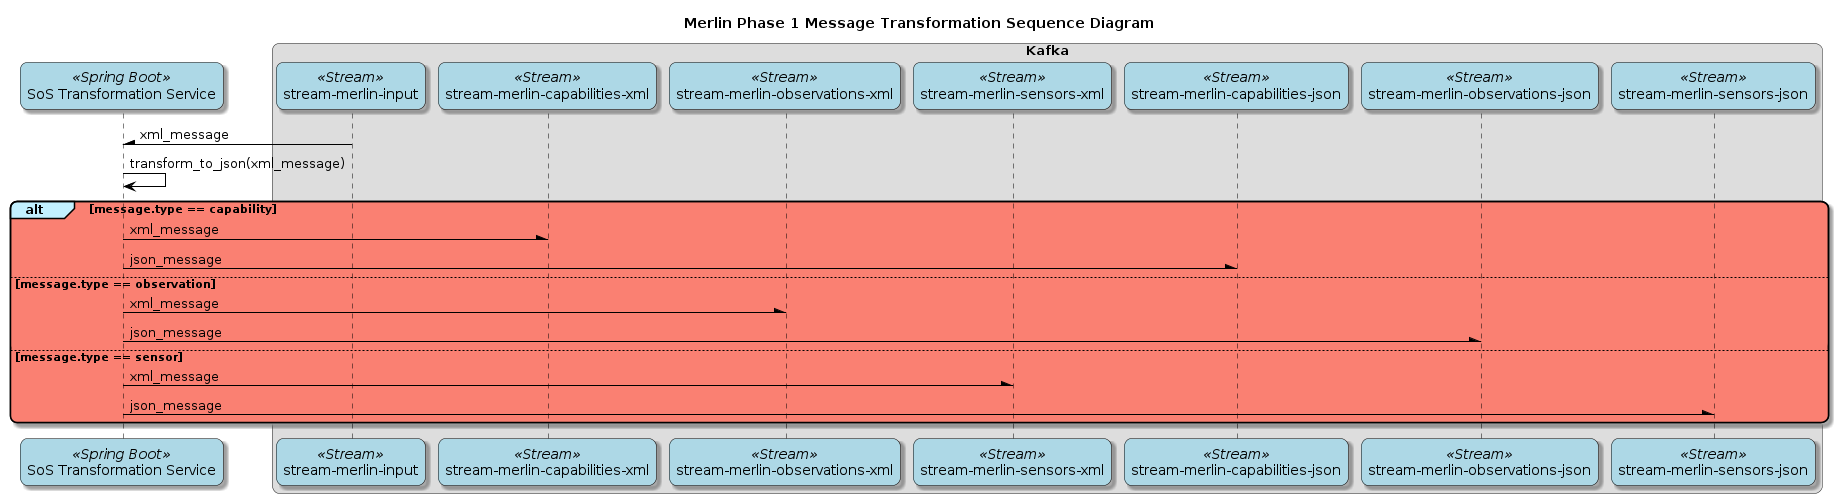 Merlin Phase 1 Message Transformation Sequence Diagram
Kafka
«Spring Boot»
SoS Transformation Service
«Stream»
stream-merlin-input
«Stream»
stream-merlin-capabilities-xml
«Stream»
stream-merlin-observations-xml
«Stream»
stream-merlin-sensors-xml
«Stream»
stream-merlin-capabilities-json
«Stream»
stream-merlin-observations-json
«Stream»
stream-merlin-sensors-json
xml_message
transform_to_json(xml_message)
alt [message.type == capability]
xml_message
json_message
[message.type == observation]
xml_message
json_message
[message.type == sensor]
xml_message
json_message
«Spring Boot»
SoS Transformation Service
«Stream»
stream-merlin-input
«Stream»
stream-merlin-capabilities-xml
«Stream»
stream-merlin-observations-xml
«Stream»
stream-merlin-sensors-xml
«Stream»
stream-merlin-capabilities-json
«Stream»
stream-merlin-observations-json
«Stream»
stream-merlin-sensors-json